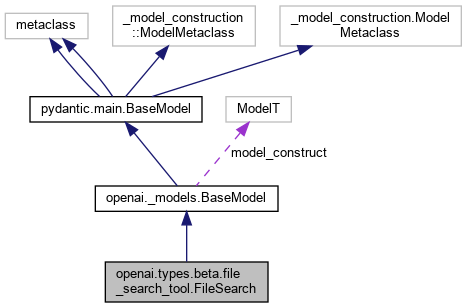 metaclass
_model_construction
::ModelMetaclass
_model_construction.Model
Metaclass
pydantic.main.BaseModel
ModelT
model_construct
openai._models.BaseModel
openai.types.beta.file
_search_tool.FileSearch